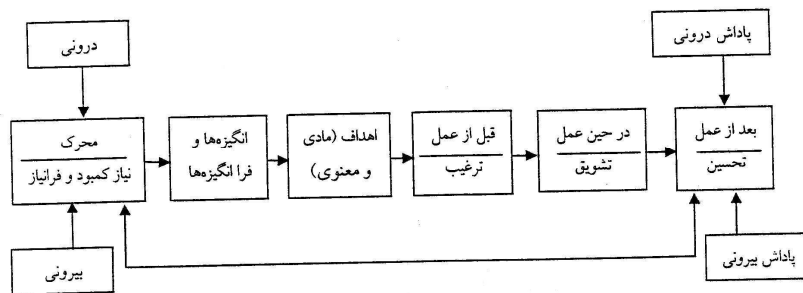 درونی
پاداش درونی
محرک
نیاز کمبود و فرانیاز
انگیزه‌ها و
فرا انگیزه‌ها
اهداف (مادی
و معنوی)
قبل از عمل
ترغیب
در حین عمل
تشویق
بعد از عمل
تحسین
بیرونی
پاداش بیرونی